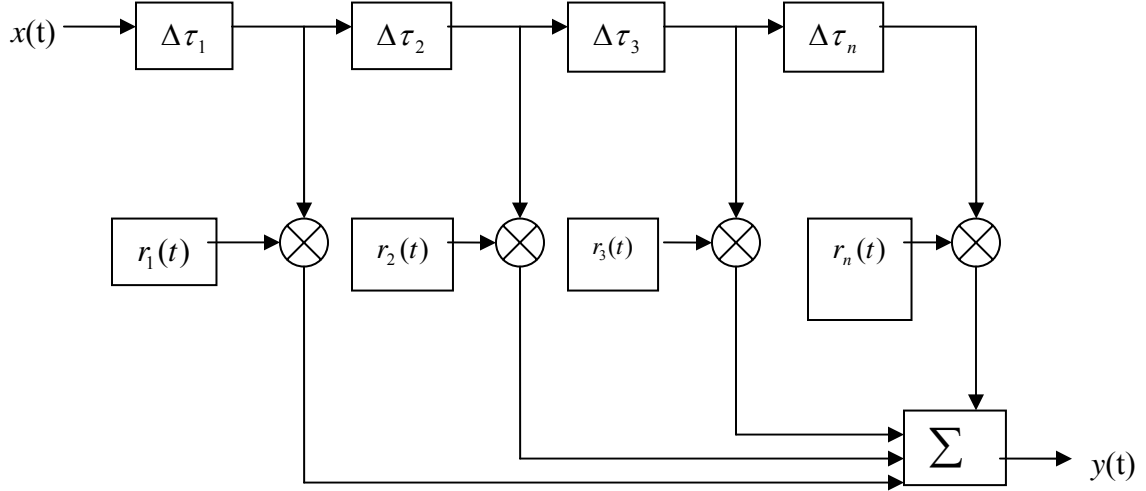 x(t)
Δτ₁
Δτ₂
Δτ₃
Δτₙ
r₁(t)
r₂(t)
r₃(t)
rₙ(t)
Σ
y(t)